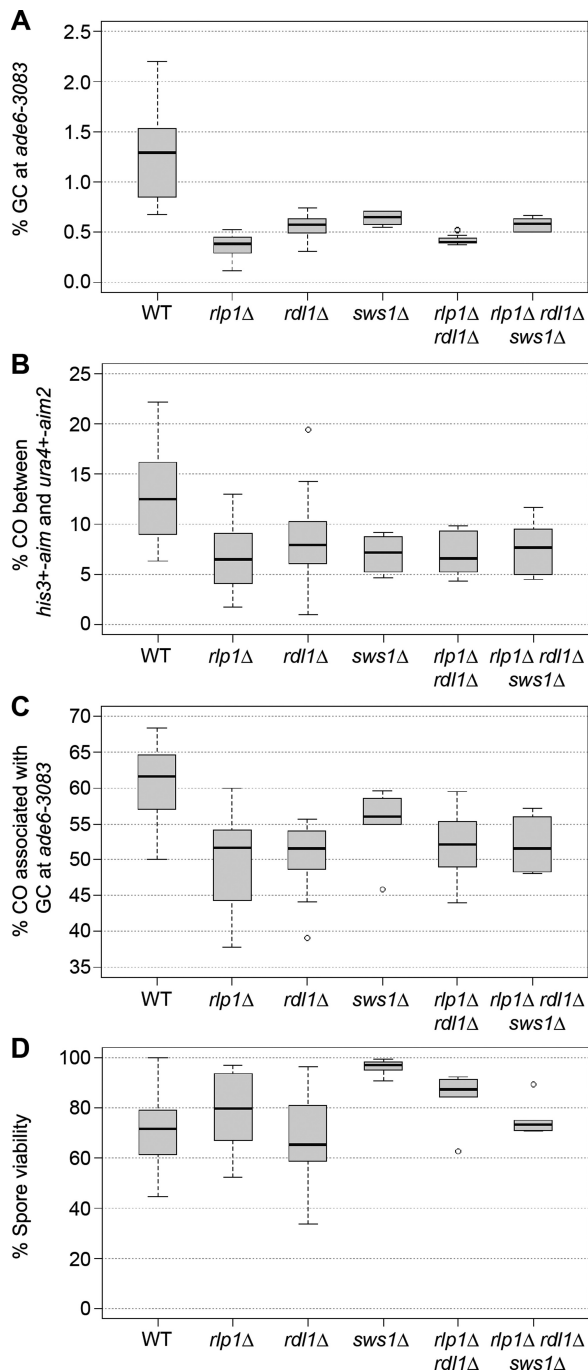 A
% GC at ade6-3083
2.5
2.0
1.5
1.0
0.5
0.0
WT rlp1Δ rdl1Δ sws1Δ rlp1Δ rlp1Δ rdl1Δ
rdl1Δ sws1Δ
B
% CO between
his3+-aim and ura4+-aim2
25
20
15
10
5
0
WT rlp1Δ rdl1Δ sws1Δ rlp1Δ rlp1Δ rdl1Δ
rdl1Δ sws1Δ
C
% CO associated with
GC at ade6-3083
70
65
60
55
50
45
40
35
WT rlp1Δ rdl1Δ sws1Δ rlp1Δ rlp1Δ rdl1Δ
rdl1Δ sws1Δ
D
% Spore viability
100
80
60
40
20
0
WT rlp1Δ rdl1Δ sws1Δ rlp1Δ rlp1Δ rdl1Δ
rdl1Δ sws1Δ